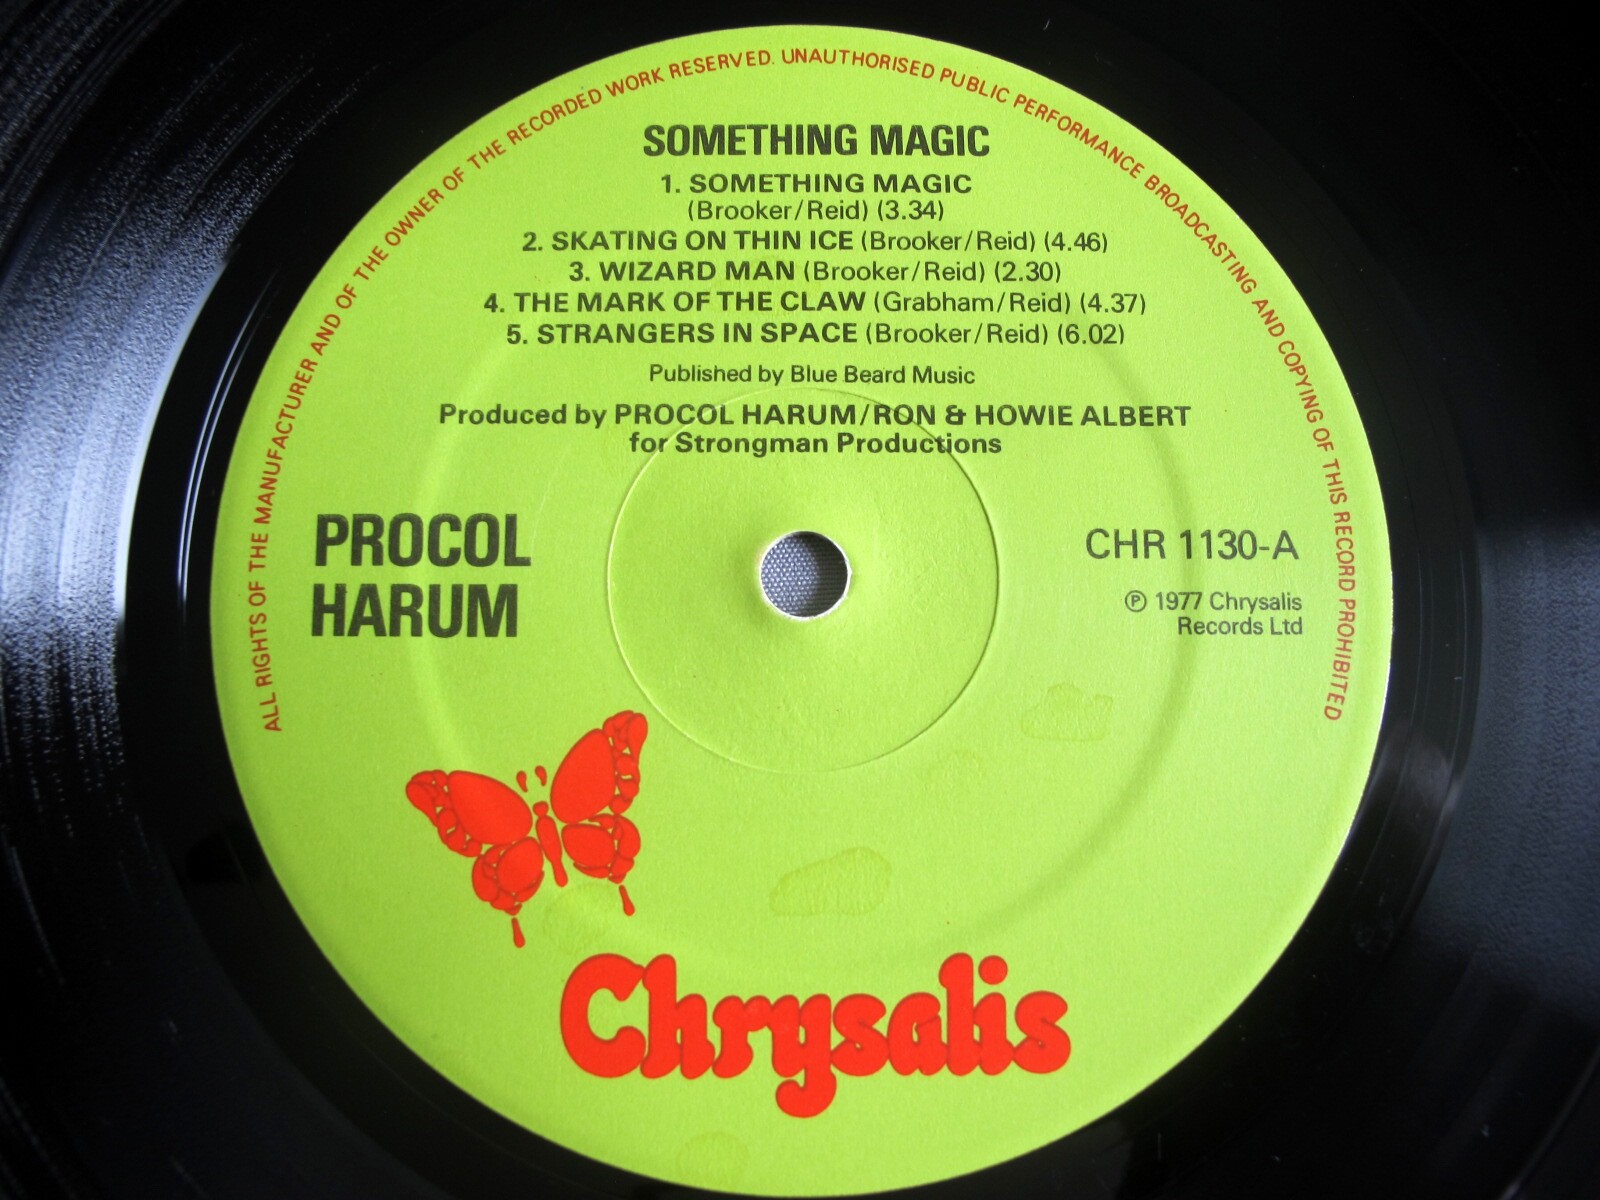 ALL RIGHTS OF THE MANUFACTURER AND OF THE OWNER OF THE RECORDED WORK RESERVED. UNAUTHORISED PUBLIC PERFORMANCE BROADCASTING AND COPYING OF THIS RECORD PROHIBITED
SOMETHING MAGIC
1. SOMETHING MAGIC
(Brooker/Reid) (3.34)
2. SKATING ON THIN ICE (Brooker/Reid) (4.46)
3. WIZARD MAN (Brooker/Reid) (2.30)
4. THE MARK OF THE CLAW (Grabham/Reid) (4.37)
5. STRANGERS IN SPACE (Brooker/Reid) (6.02)
Published by Blue Beard Music
Produced by PROCOL HARUM/RON & HOWIE ALBERT
for Strongman Productions
PROCOL
HARUM
CHR 1130-A
℗ 1977 Chrysalis
Records Ltd
Chrysalis